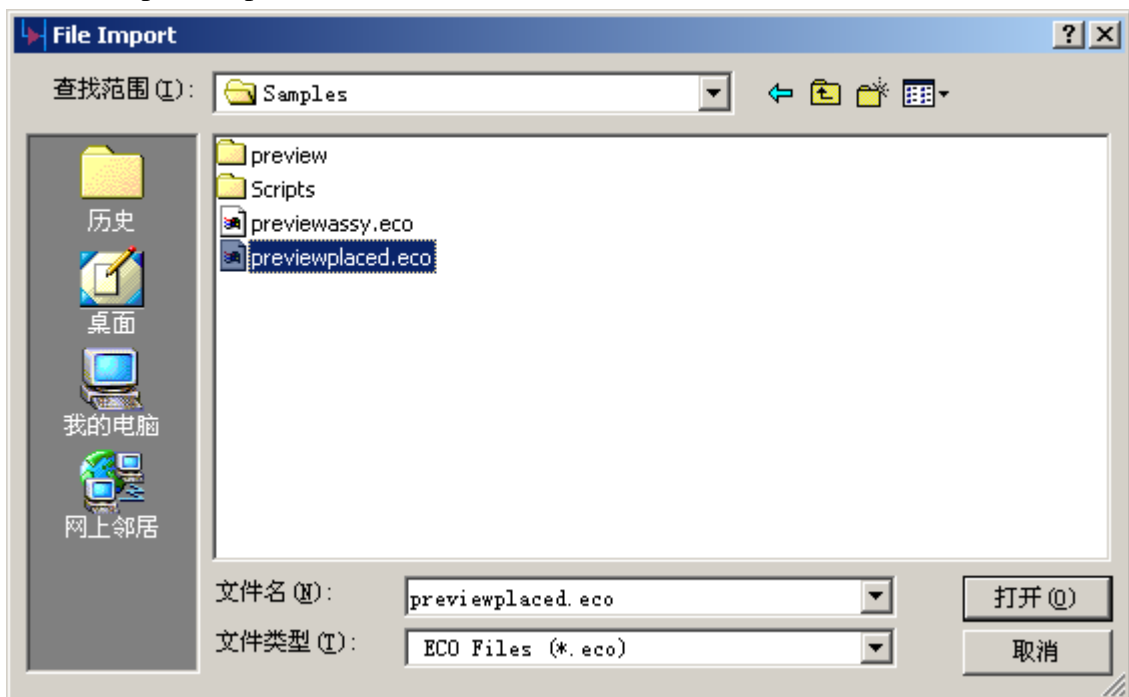 File Import
查找范围(I):
Samples
preview
Scripts
previewassy.eco
previewplaced.eco
历史
桌面
我的电脑
网上邻居
文件名(N):
previewplaced.eco
打开(O)
文件类型(T):
ECO Files (*.eco)
取消